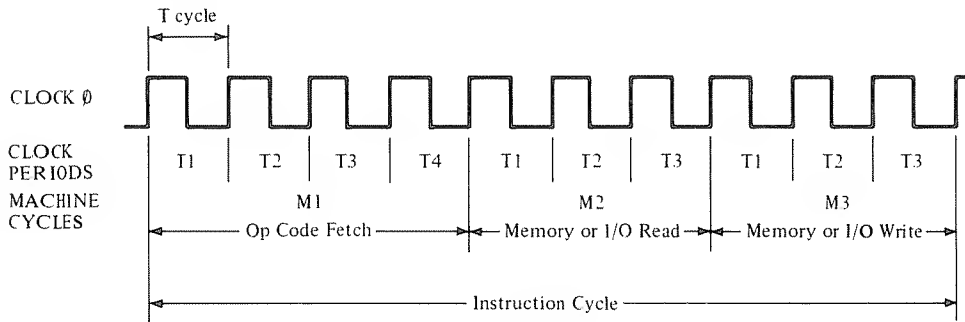 T cycle
CLOCK ∅
CLOCK PERIODS T1 T2 T3 T4 T1 T2 T3 T1 T2 T3
MACHINE CYCLES M1 M2 M3
Op Code Fetch Memory or I/O Read Memory or I/O Write
Instruction Cycle